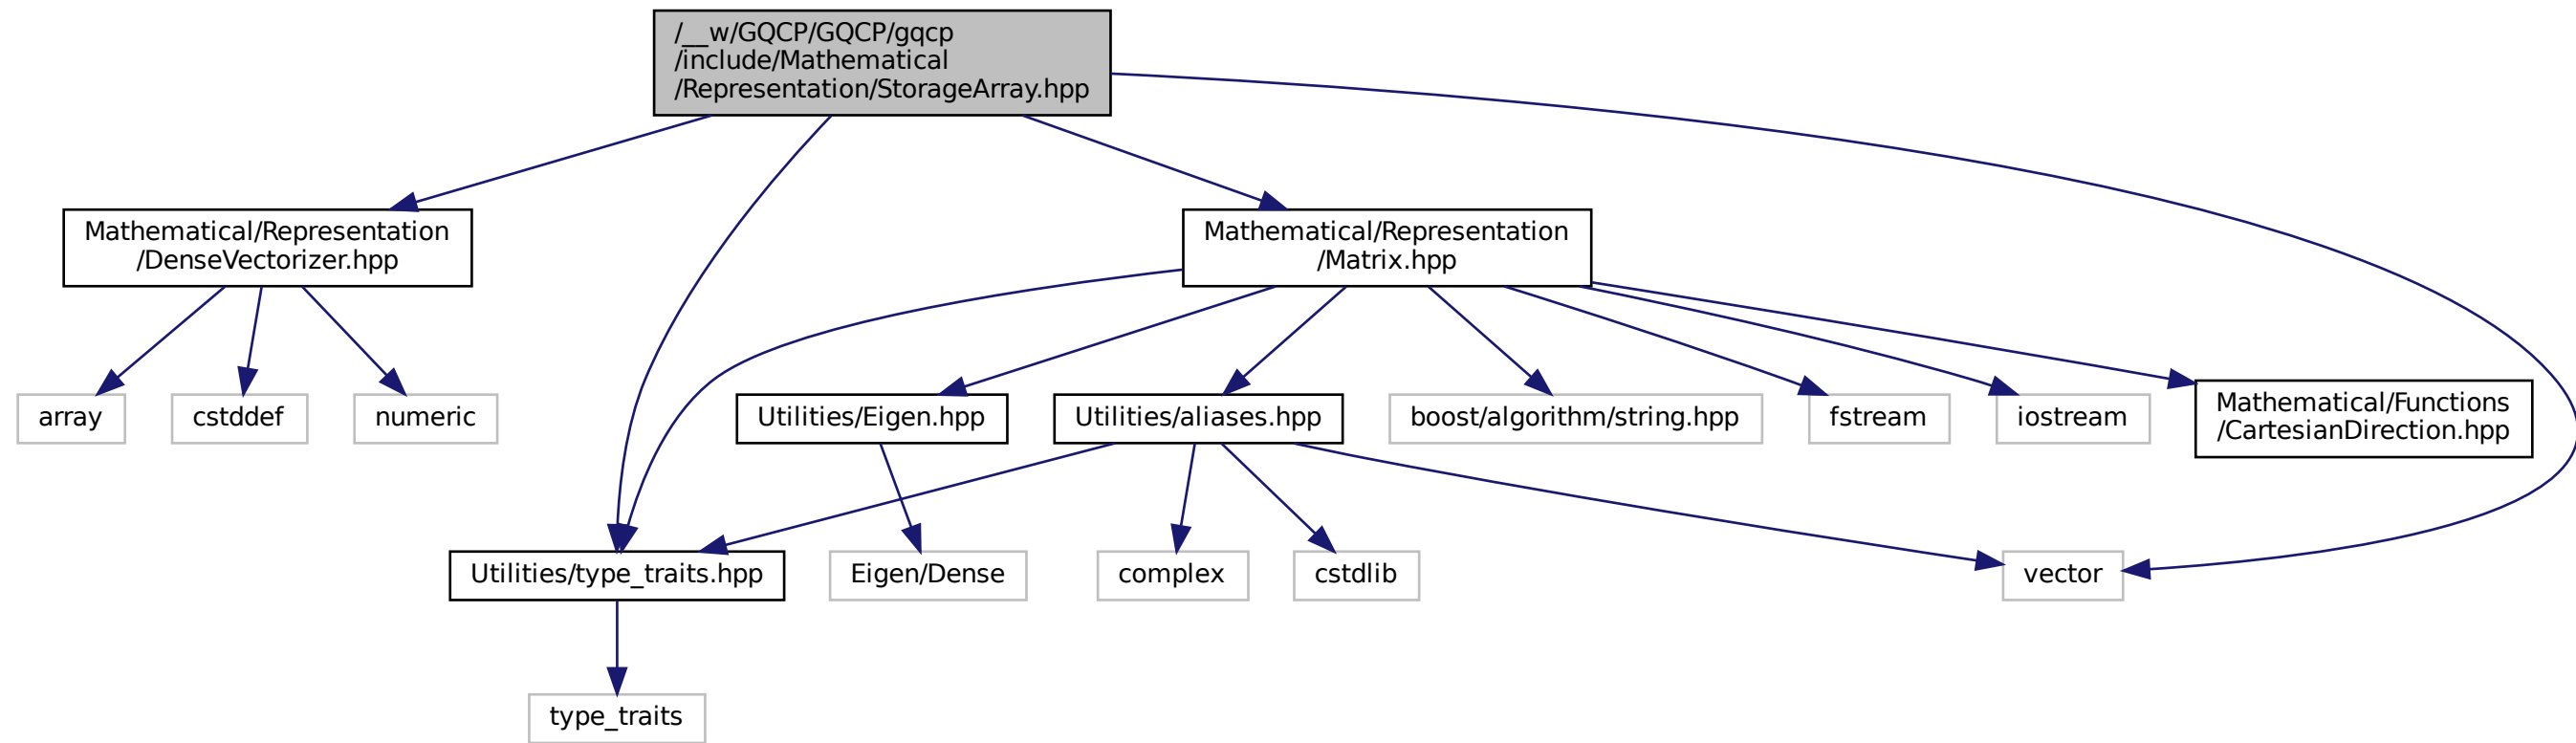 /__w/GQCP/GQCP/gqcp
/include/Mathematical
/Representation/StorageArray.hpp
Mathematical/Representation
/DenseVectorizer.hpp
Mathematical/Representation
/Matrix.hpp
array
cstddef
numeric
Utilities/Eigen.hpp
Utilities/aliases.hpp
boost/algorithm/string.hpp
fstream
iostream
Mathematical/Functions
/CartesianDirection.hpp
Utilities/type_traits.hpp
Eigen/Dense
complex
cstdlib
vector
type_traits